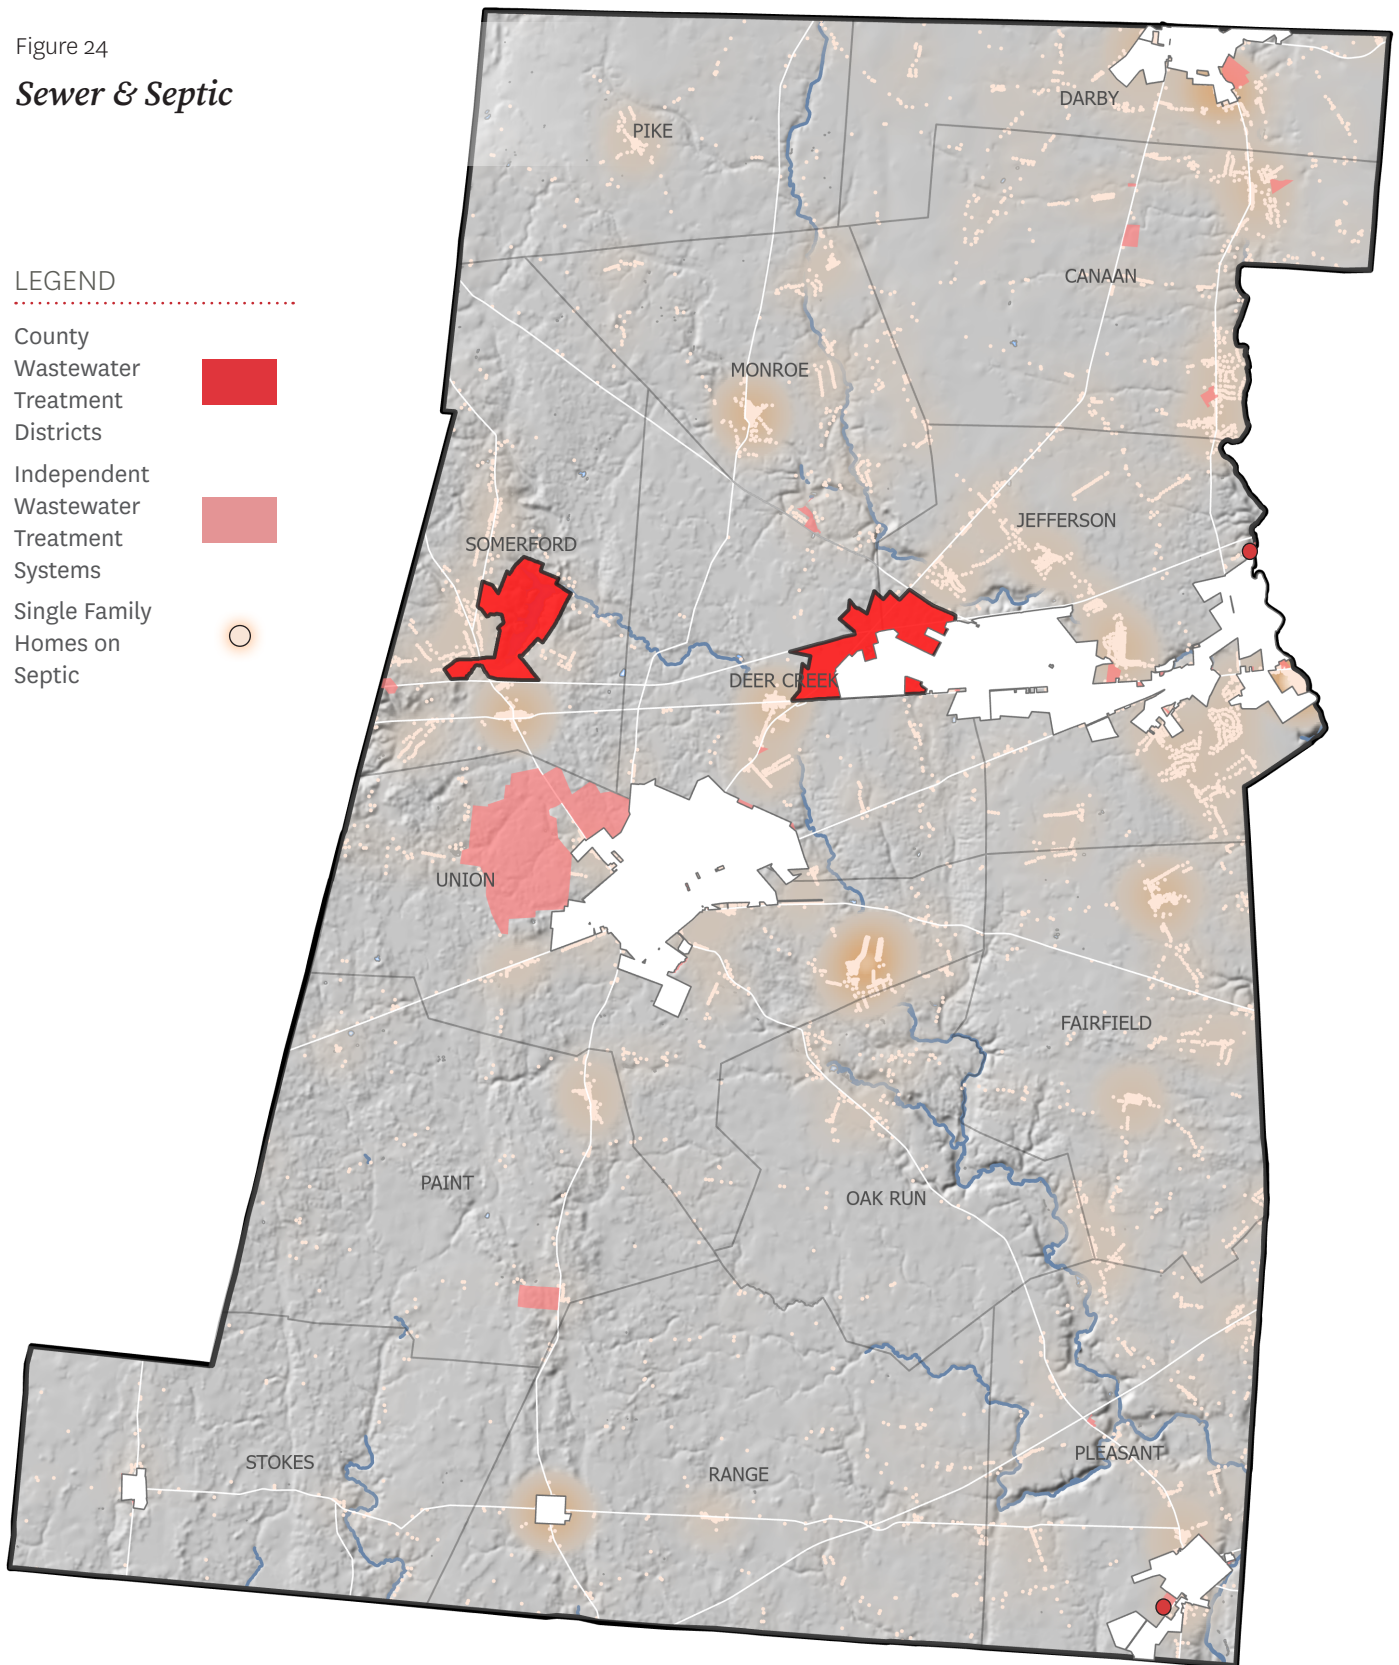 Figure 24
Sewer & Septic
LEGEND
County
Wastewater
Treatment
Districts
Independent
Wastewater
Treatment
Systems
Single Family
Homes on
Septic
DARBY
PIKE
CANAAN
MONROE
JEFFERSON
SOMERFORD
DEER CREEK
UNION
FAIRFIELD
PAINT
OAK RUN
PLEASANT
STOKES
RANGE